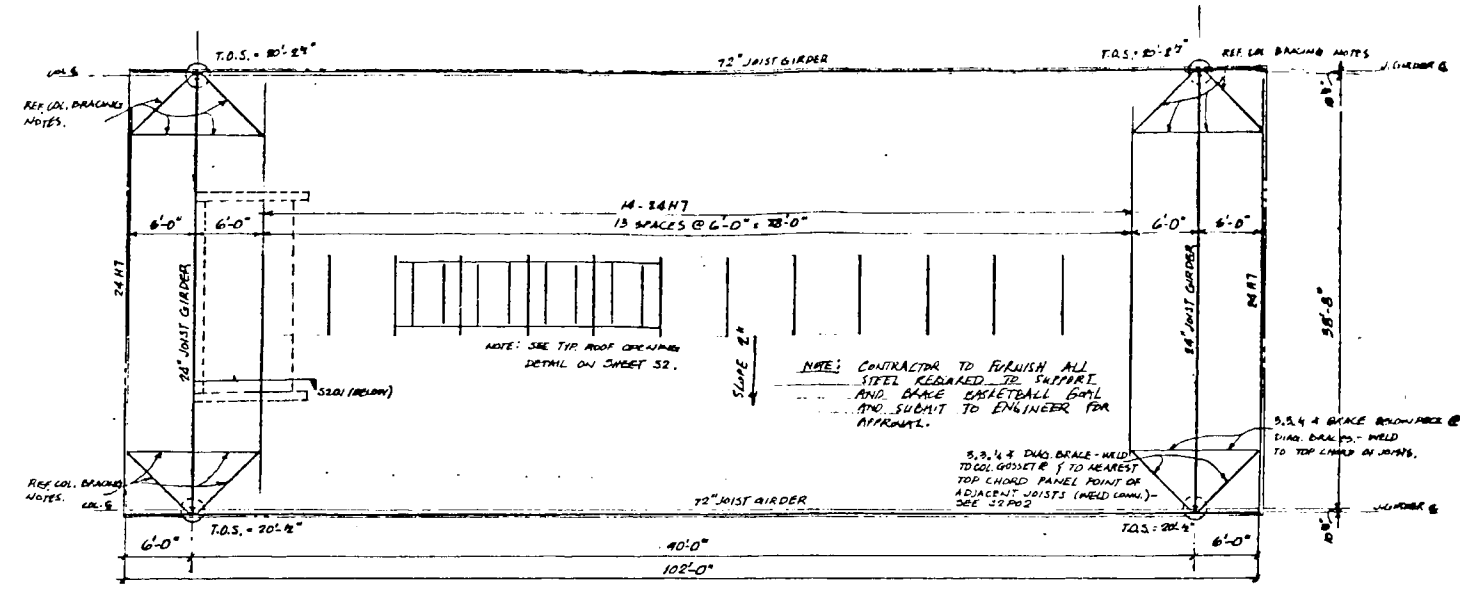 T.O.S. = 20'-2½"
72" JOIST GIRDER
T.O.S. = 20'-2½"
REF. COL. BRACING NOTES
COL. ℄
J. GIRDER ℄
REF. COL. BRACING
NOTES.
10"
14 - 24H7
13 SPACES @ 6'-0" = 78'-0"
6'-0"
6'-0"
6'-0"
6'-0"
24H7
24" JOIST GIRDER
24" JOIST GIRDER
24H7
38'-8"
NOTE: SEE TYP. ROOF OPENING
DETAIL ON SHEET S2.
SLOPE 2"
NOTE: CONTRACTOR TO FURNISH ALL
STEEL REQUIRED TO SUPPORT
AND BRACE BASKETBALL GOAL
AND SUBMIT TO ENGINEER FOR
APPROVAL.
S201 (BELOW)
3.3.¼ ∡ BRACE BELOW DECK @
DIAG. BRACES. - WELD
TO TOP CHORD OF JOISTS.
3.3.¼ ∡ DIAG. BRACE - WELD
TO COL. GUSSET ℞ & TO NEAREST
TOP CHORD PANEL POINT OF
ADJACENT JOISTS (WELD CONN.) -
SEE S2P02
REF. COL. BRACING
NOTES.
COL. ℄
72" JOIST GIRDER
J. GIRDER ℄
T.O.S. = 20'-½"
T.O.S. = 20'-½"
10"
6'-0"
90'-0"
6'-0"
102'-0"